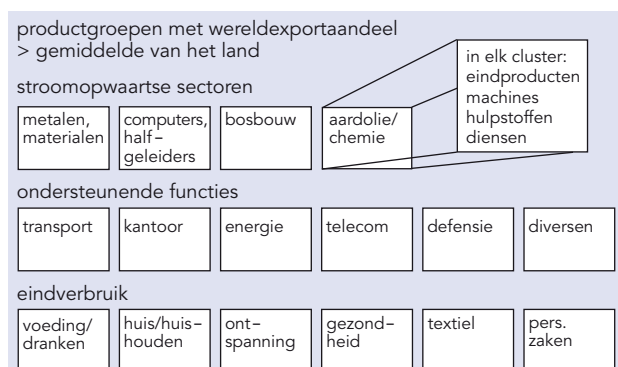 productgroepen met wereldexportaandeel
> gemiddelde van het land
in elk cluster:
eindproducten
machines
hulpstoffen
diensen
stroomopwaartse sectoren
metalen,
materialen
computers,
half-
geleiders
bosbouw
aardolie/
chemie
ondersteunende functies
transport
kantoor
energie
telecom
defensie
diversen
eindverbruik
voeding/
dranken
huis/huis-
houden
ont-
spanning
gezond-
heid
textiel
pers.
zaken